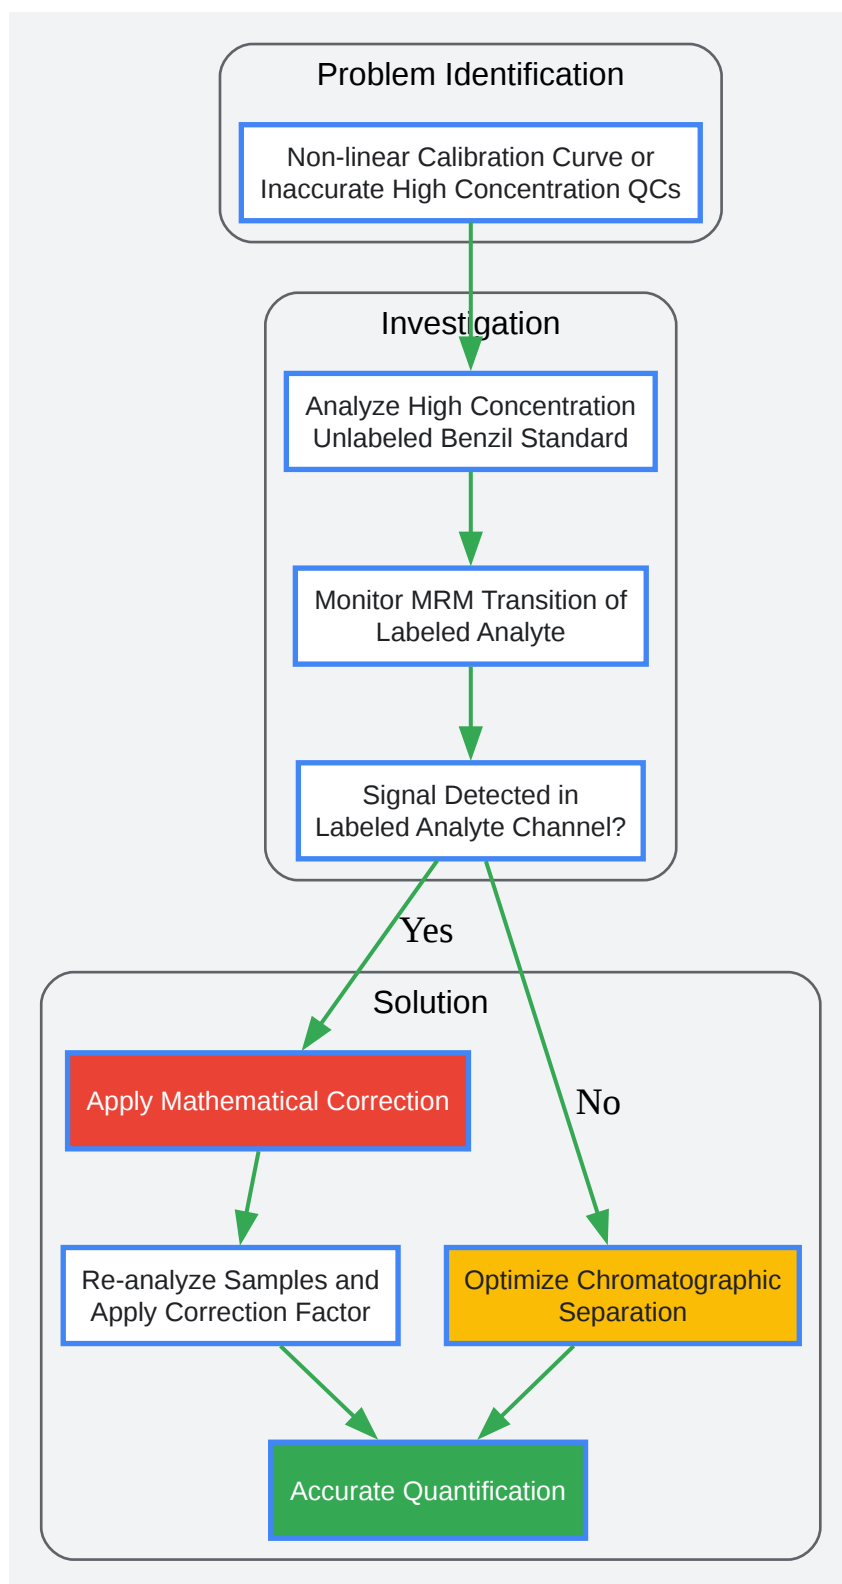 Problem Identification
Non-linear Calibration Curve or
Inaccurate High Concentration QCs
Investigation
Analyze High Concentration
Unlabeled Benzil Standard
Monitor MRM Transition of
Labeled Analyte
Signal Detected in
Labeled Analyte Channel?
Yes
Solution
Apply Mathematical Correction
No
Re-analyze Samples and
Apply Correction Factor
Optimize Chromatographic
Separation
Accurate Quantification